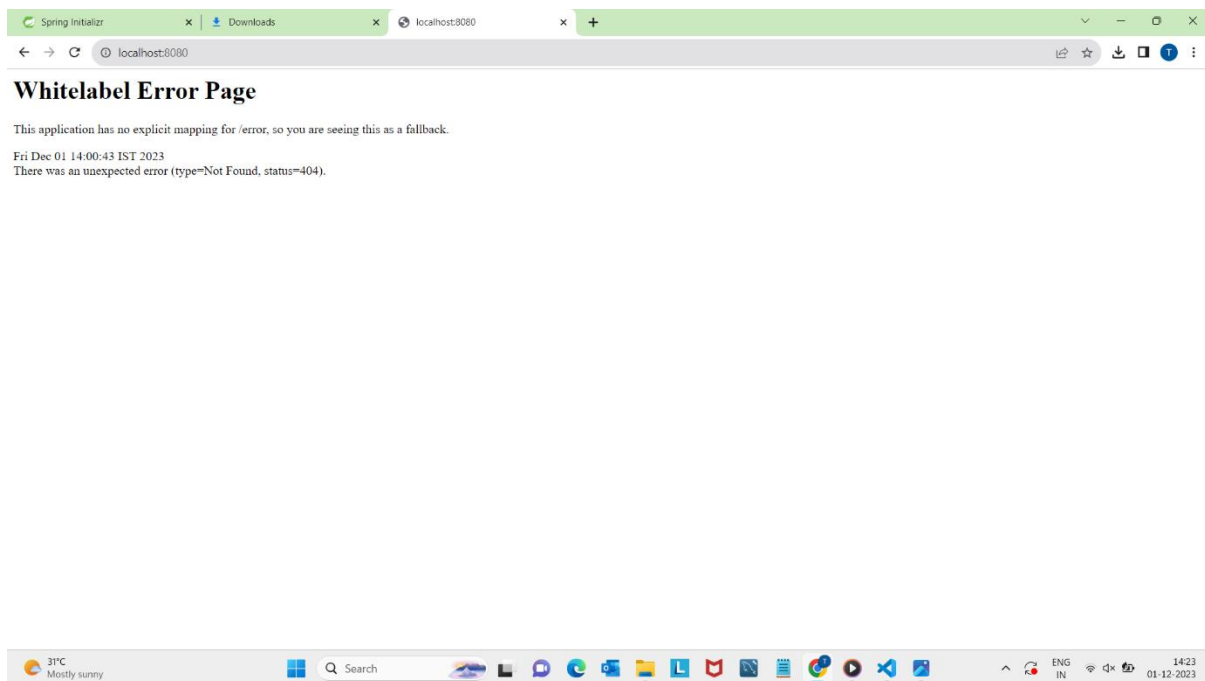 Spring Initializr
Downloads
localhost:8080
localhost:8080
T
Whitelabel Error Page
This application has no explicit mapping for /error, so you are seeing this as a fallback.
Fri Dec 01 14:00:43 IST 2023
There was an unexpected error (type=Not Found, status=404).
31°C
Mostly sunny
Search
L
T
ENG
IN
14:23
01-12-2023